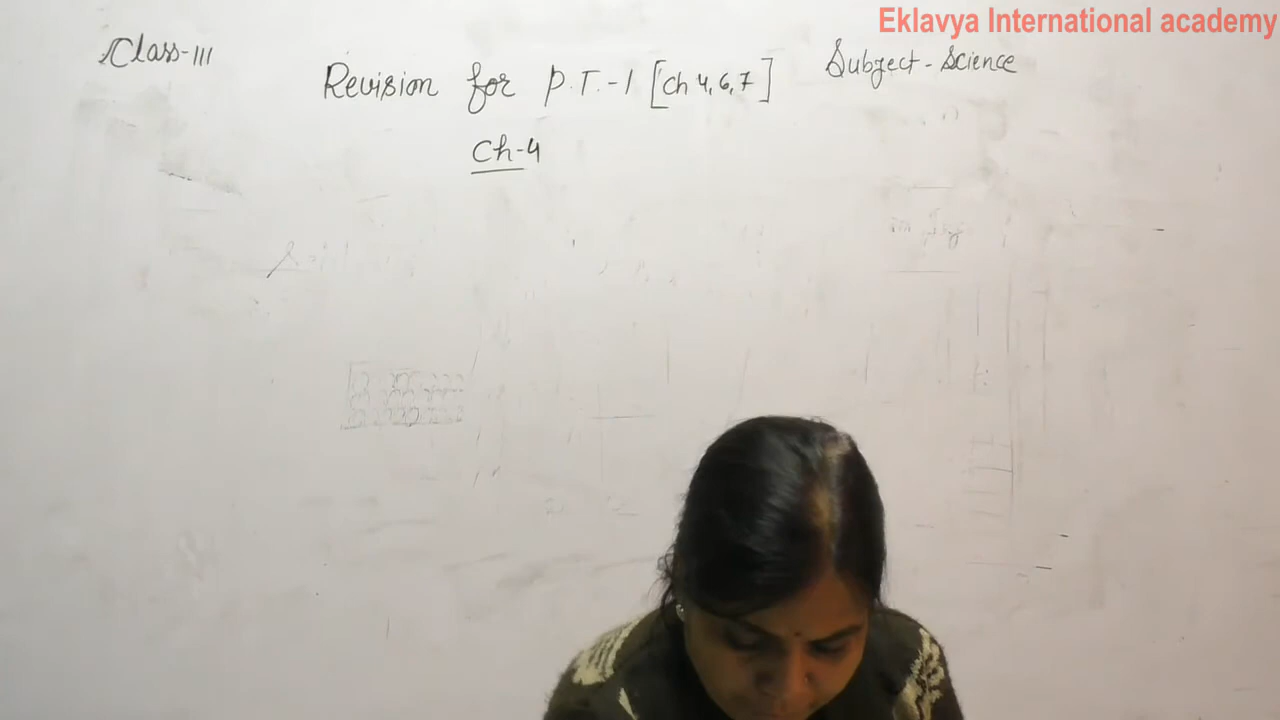 Eklavya International academy
Class-III
Subject - Science
Revision for P.T.-1 [Ch 4,6,7]
Ch-4